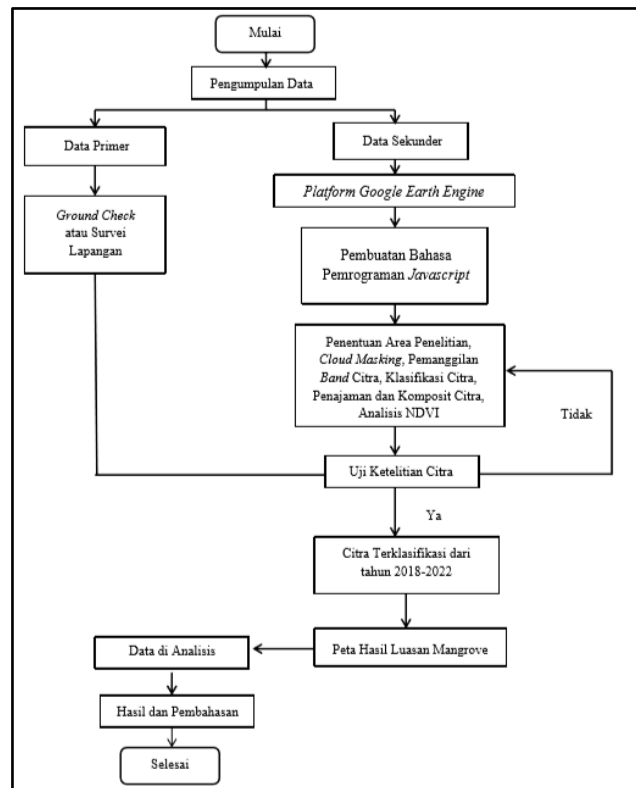 Mulai
Pengumpulan Data
Data Primer
Data Sekunder
Ground Check
atau Survei
Lapangan
Platform Google Earth Engine
Pembuatan Bahasa
Pemrograman Javascript
Penentuan Area Penelitian,
Cloud Masking, Pemanggilan
Band Citra, Klasifikasi Citra,
Penajaman dan Komposit Citra,
Analisis NDVI
Tidak
Uji Ketelitian Citra
Ya
Citra Terklasifikasi dari
tahun 2018-2022
Peta Hasil Luasan Mangrove
Data di Analisis
Hasil dan Pembahasan
Selesai